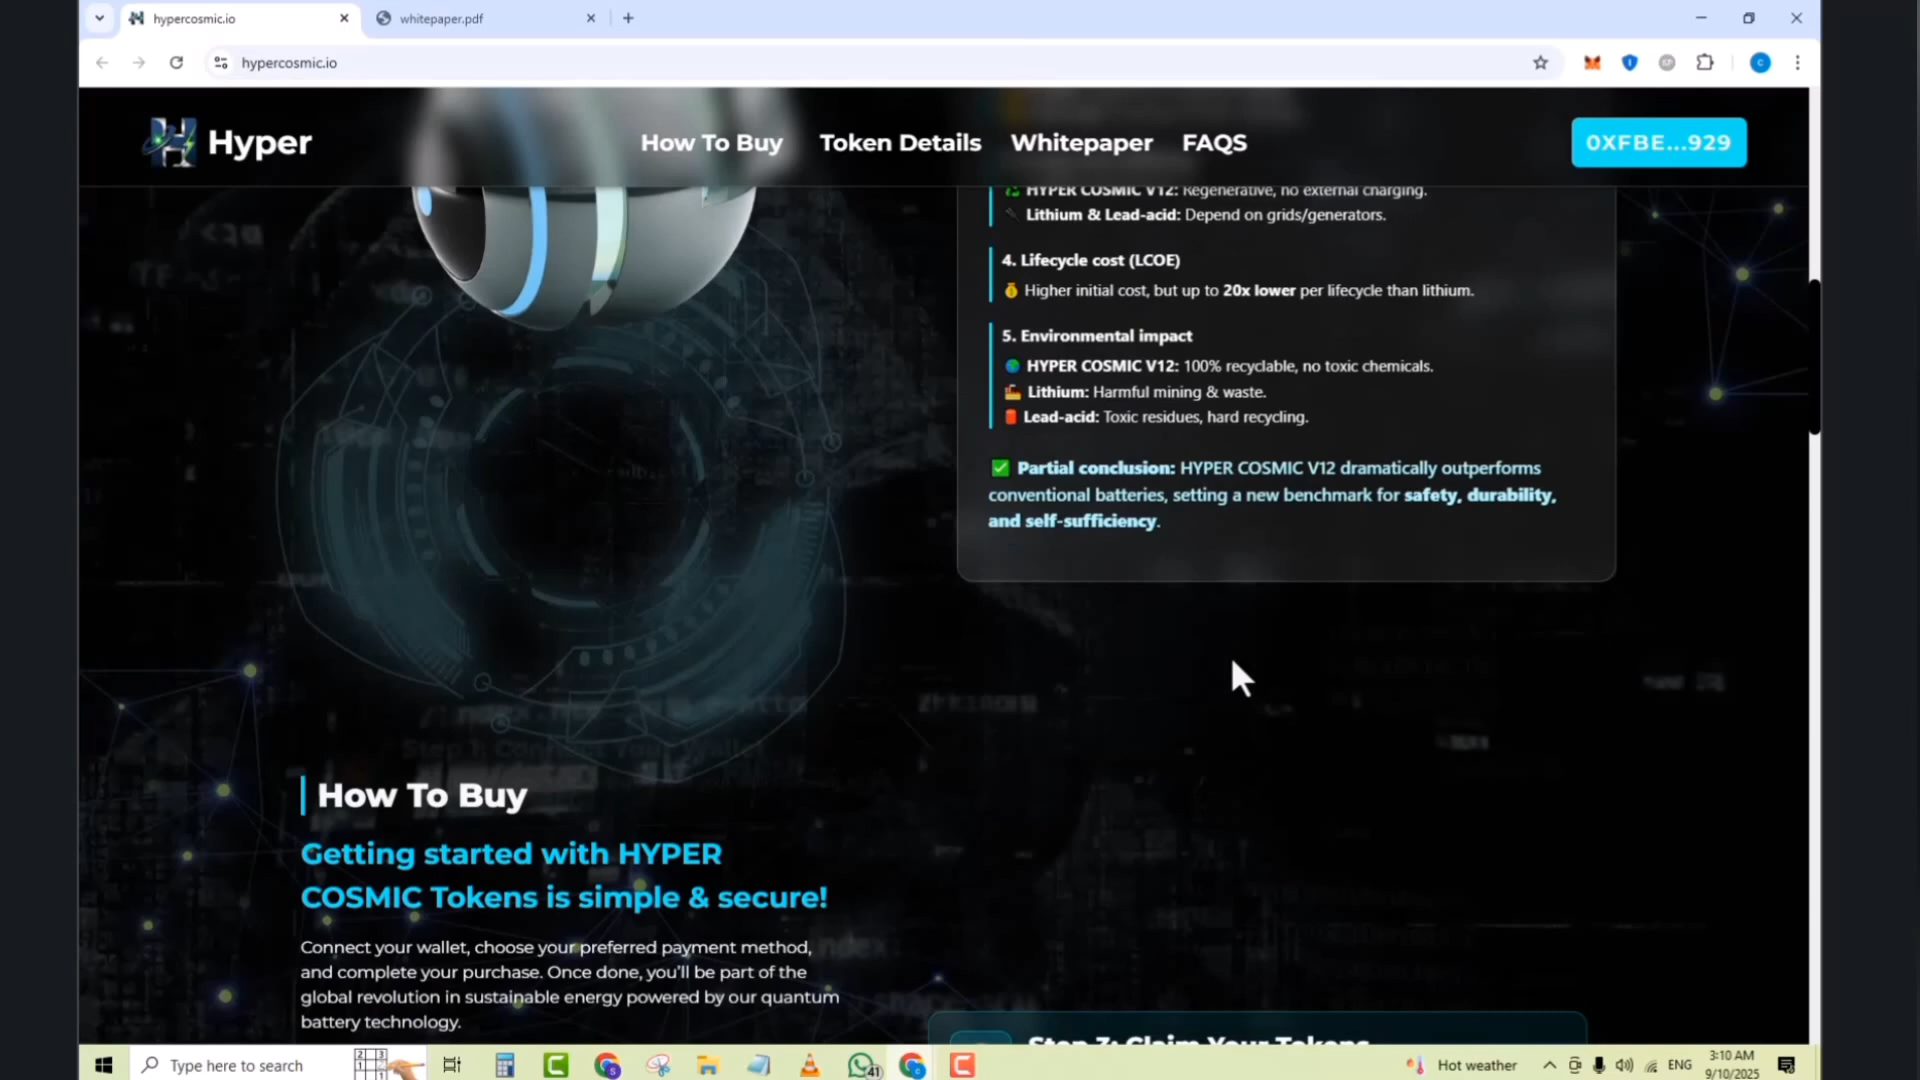 hypercosmic.io
whitepaper.pdf
hypercosmic.io
Hyper
How To Buy
Token Details
Whitepaper
FAQS
0XFBE...929
HYPER COSMIC V12: Regenerative, no external charging.
Lithium & Lead-acid: Depend on grids/generators.
4. Lifecycle cost (LCOE)
Higher initial cost, but up to 20x lower per lifecycle than lithium.
5. Environmental impact
HYPER COSMIC V12: 100% recyclable, no toxic chemicals.
Lithium: Harmful mining & waste.
Lead-acid: Toxic residues, hard recycling.
Partial conclusion: HYPER COSMIC V12 dramatically outperforms
conventional batteries, setting a new benchmark for safety, durability,
and self-sufficiency.
How To Buy
Getting started with HYPER
COSMIC Tokens is simple & secure!
Connect your wallet, choose your preferred payment method,
and complete your purchase. Once done, you'll be part of the
global revolution in sustainable energy powered by our quantum
battery technology.
Step 3: Claim Your Tokens
Type here to search
41
Hot weather
ENG
3:10 AM
9/10/2025